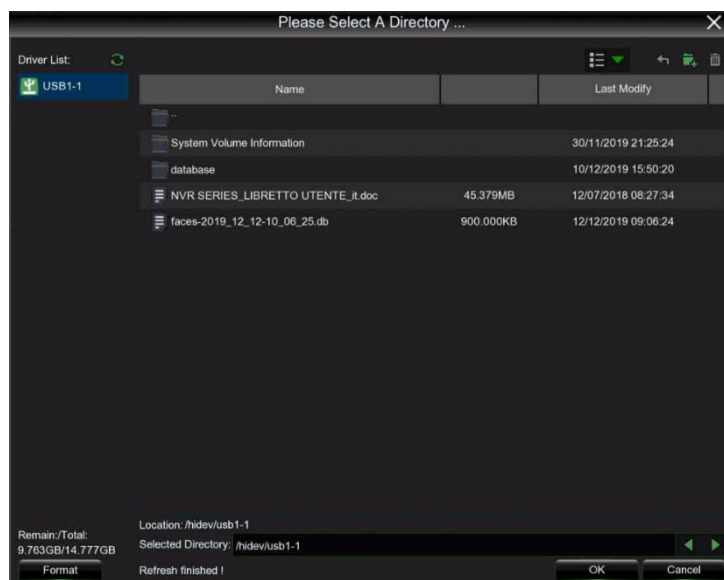 Please Select A Directory ...
Driver List:
USB1-1
Name Last Modify
..
System Volume Information 30/11/2019 21:25:24
database 10/12/2019 15:50:20
NVR SERIES_LIBRETTO UTENTE_it.doc 45.379MB 12/07/2018 08:27:34
faces-2019_12_12-10_06_25.db 900.000KB 12/12/2019 09:06:24
Location: /hidev/usb1-1
Remain:/Total:
Selected Directory: /hidev/usb1-1
9.763GB/14.777GB
Format Refresh finished ! OK Cancel